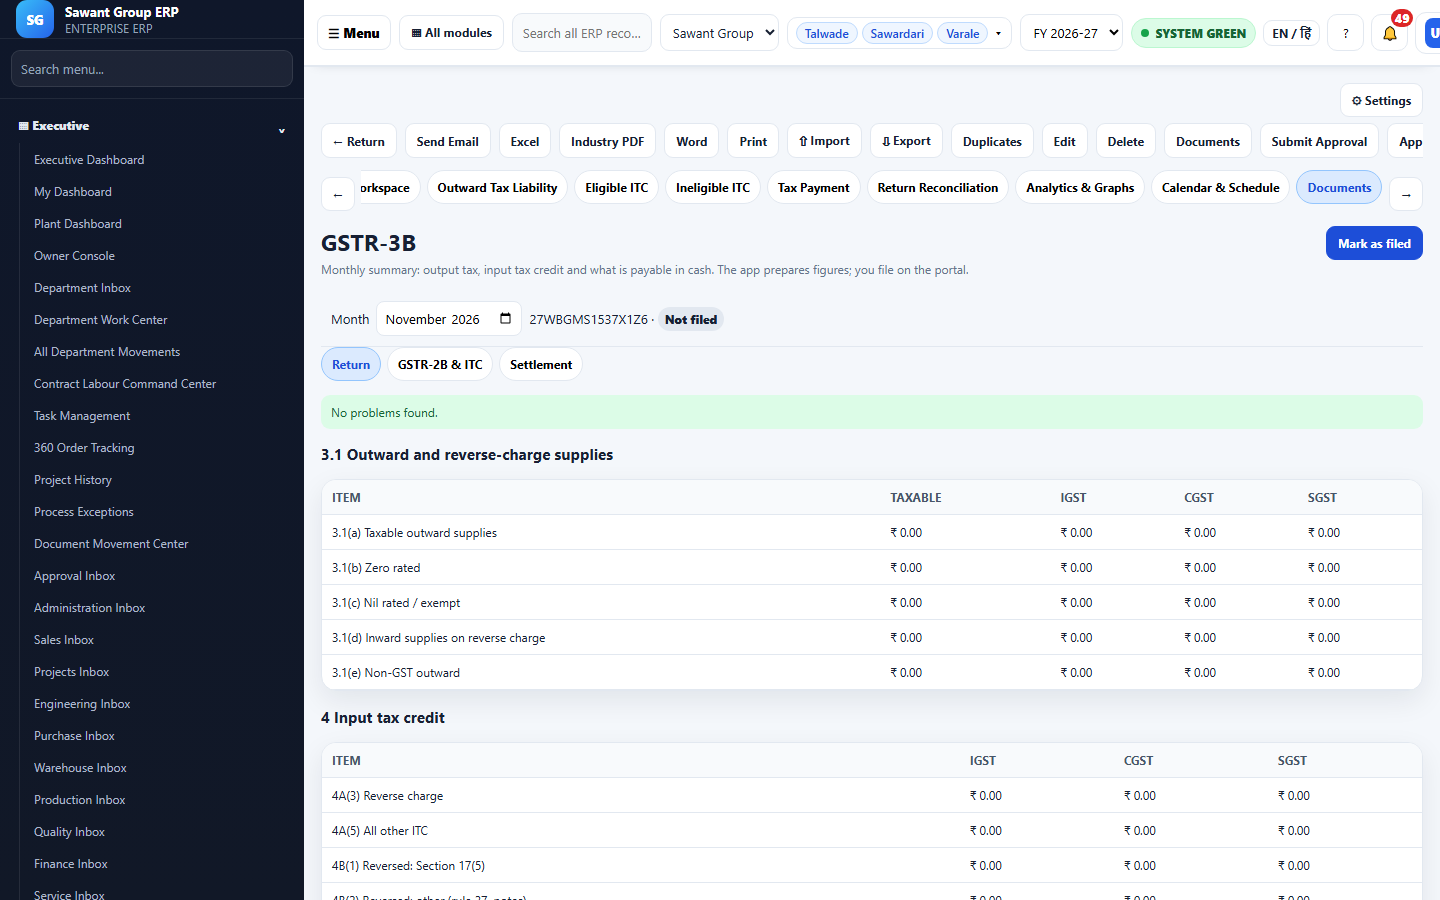 SG
Sawant Group ERP
ENTERPRISE ERP
Search menu...
Executive
Executive Dashboard
My Dashboard
Plant Dashboard
Owner Console
Department Inbox
Department Work Center
All Department Movements
Contract Labour Command Center
Task Management
360 Order Tracking
Project History
Process Exceptions
Document Movement Center
Approval Inbox
Administration Inbox
Sales Inbox
Projects Inbox
Engineering Inbox
Purchase Inbox
Warehouse Inbox
Production Inbox
Quality Inbox
Finance Inbox
Service Inbox
☰ Menu
All modules
Search all ERP reco...
Sawant Group
Talwade Sawardari Varale
FY 2026-27
SYSTEM GREEN
EN / हिं
?
49
U
⚙ Settings
← Return
Send Email
Excel
Industry PDF
Word
Print
⇧ Import
⇩ Export
Duplicates
Edit
Delete
Documents
Submit Approval
App
←
orkspace
Outward Tax Liability
Eligible ITC
Ineligible ITC
Tax Payment
Return Reconciliation
Analytics & Graphs
Calendar & Schedule
Documents
→
GSTR-3B
Mark as filed
Monthly summary: output tax, input tax credit and what is payable in cash. The app prepares figures; you file on the portal.
Month November 2026 27WBGMS1537X1Z6 · Not filed
Return GSTR-2B & ITC Settlement
No problems found.
3.1 Outward and reverse-charge supplies
ITEM TAXABLE IGST CGST SGST
3.1(a) Taxable outward supplies ₹ 0.00 ₹ 0.00 ₹ 0.00 ₹ 0.00
3.1(b) Zero rated ₹ 0.00 ₹ 0.00 ₹ 0.00 ₹ 0.00
3.1(c) Nil rated / exempt ₹ 0.00 ₹ 0.00 ₹ 0.00 ₹ 0.00
3.1(d) Inward supplies on reverse charge ₹ 0.00 ₹ 0.00 ₹ 0.00 ₹ 0.00
3.1(e) Non-GST outward ₹ 0.00 ₹ 0.00 ₹ 0.00 ₹ 0.00
4 Input tax credit
ITEM IGST CGST SGST
4A(3) Reverse charge ₹ 0.00 ₹ 0.00 ₹ 0.00
4A(5) All other ITC ₹ 0.00 ₹ 0.00 ₹ 0.00
4B(1) Reversed: Section 17(5) ₹ 0.00 ₹ 0.00 ₹ 0.00